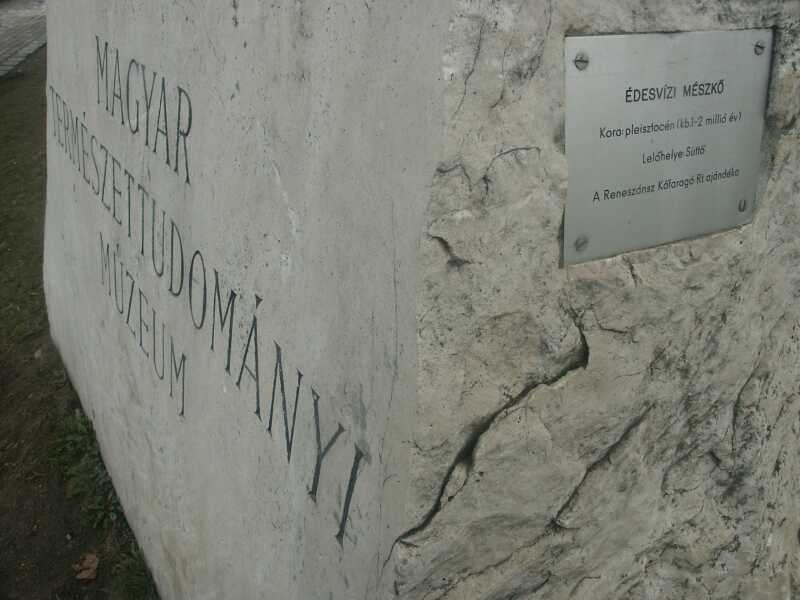 MAGYAR
TERMÉSZETTUDOMÁNYI
MÚZEUM
ÉDESVÍZI MÉSZKŐ
Kora: pleisztocén (kb. 1-2 millió év)
Lelőhelye: Süttő
A Reneszánsz Kőfaragó Rt. ajándéka